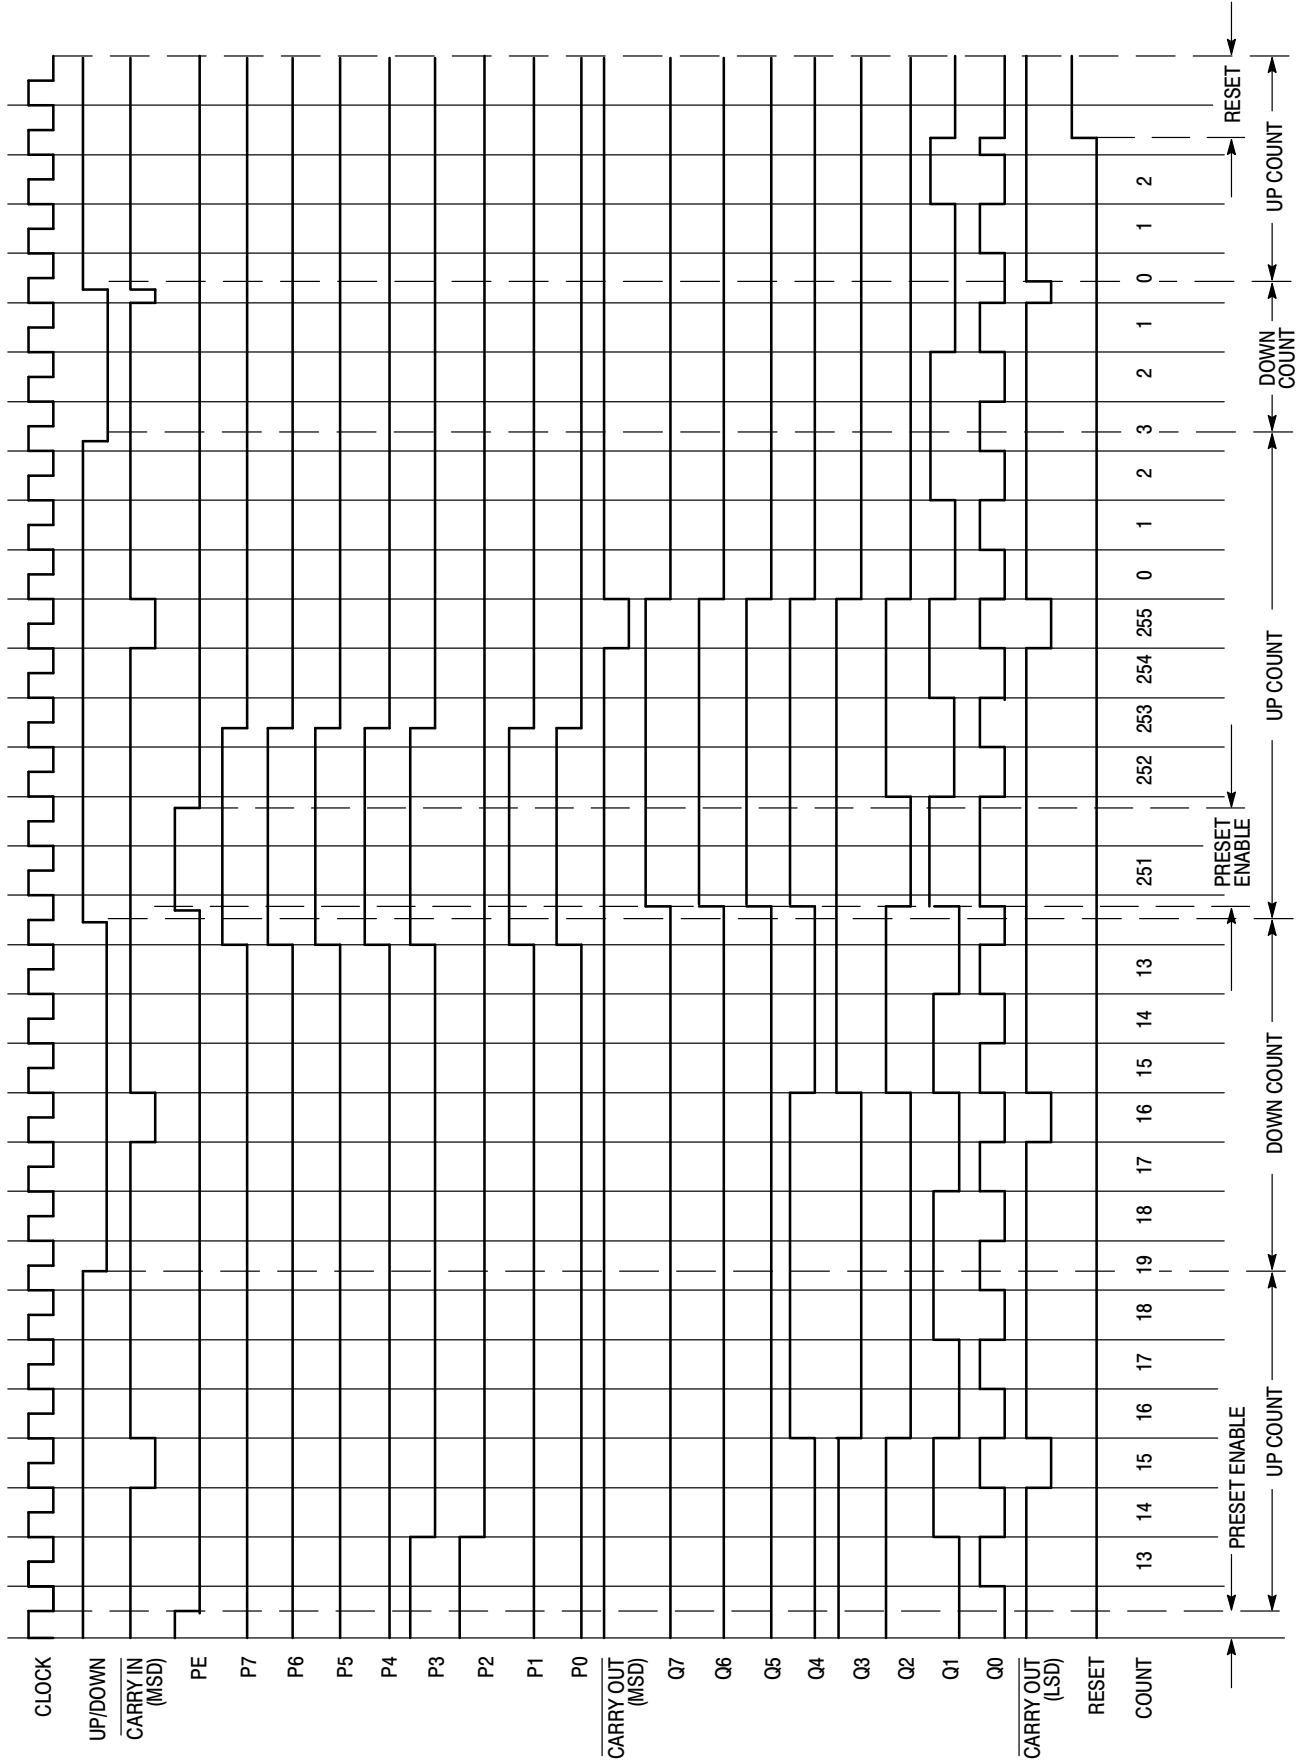 CLOCK
UP/DOWN
CARRY IN
(MSD)
PE
P7
P6
P5
P4
P3
P2
P1
P0
CARRY OUT
(MSD)
Q7
Q6
Q5
Q4
Q3
Q2
Q1
Q0
CARRY OUT
(LSD)
RESET
COUNT
13 14 15 16 17 18 19 18 17 16 15 14 13 251 252 253 254 255 0 1 2 3 2 1 0 1 2
PRESET ENABLE
PRESET
ENABLE
RESET
UP COUNT
DOWN COUNT
UP COUNT
DOWN
COUNT
UP COUNT